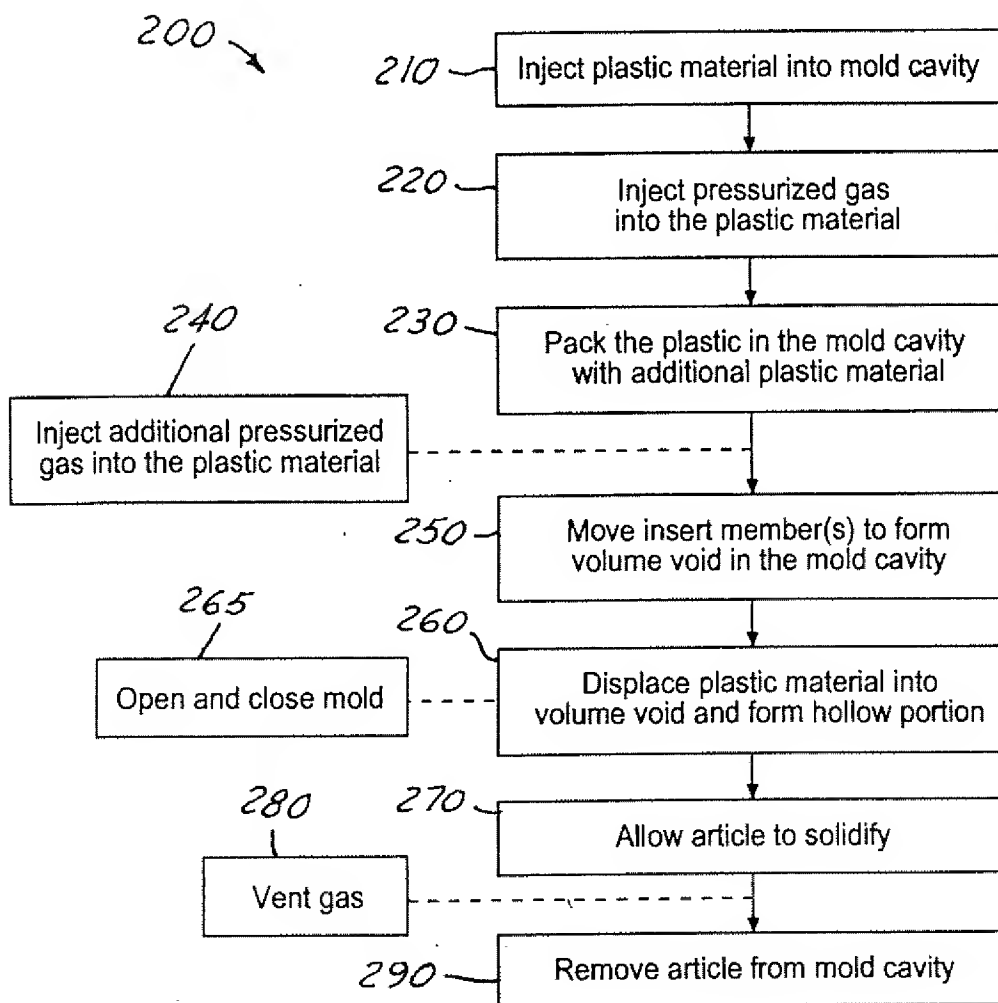 200
210
Inject plastic material into mold cavity
220
Inject pressurized gas
into the plastic material
230
Pack the plastic in the mold cavity
with additional plastic material
240
Inject additional pressurized
gas into the plastic material
250
Move insert member(s) to form
volume void in the mold cavity
260
Displace plastic material into
volume void and form hollow portion
265
Open and close mold
270
Allow article to solidify
280
Vent gas
290
Remove article from mold cavity